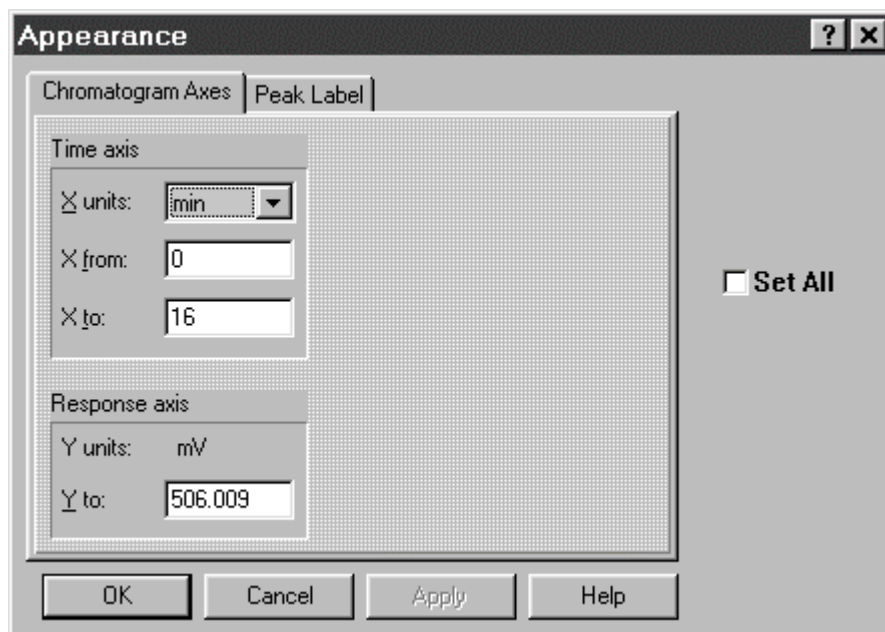 Appearance
Chromatogram Axes Peak Label
Time axis
X units: min
X from: 0
X to: 16
Set All
Response axis
Y units: mV
Y to: 506.009
OK Cancel Apply Help